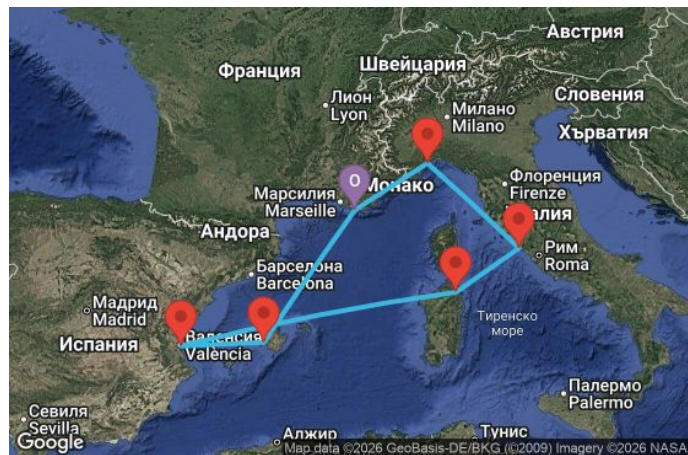 Австрия
Швейцария
Франция
Словения
Лион
Lyon
Милано
Milano
Хърватия
О
Монако
Флоренция
Firenze
Марсилия
Marseille
Андора
Рим
Roma
Барселона
Barcelona
Мадрид
Madrid
Тиренско
море
Испания
València
Палермо
Palermo
Севиля
Sevilla
Google
Алжир
Тунис
Map data ©2026 GeoBasis-DE/BKG (©2009) Imagery ©2026 NASA